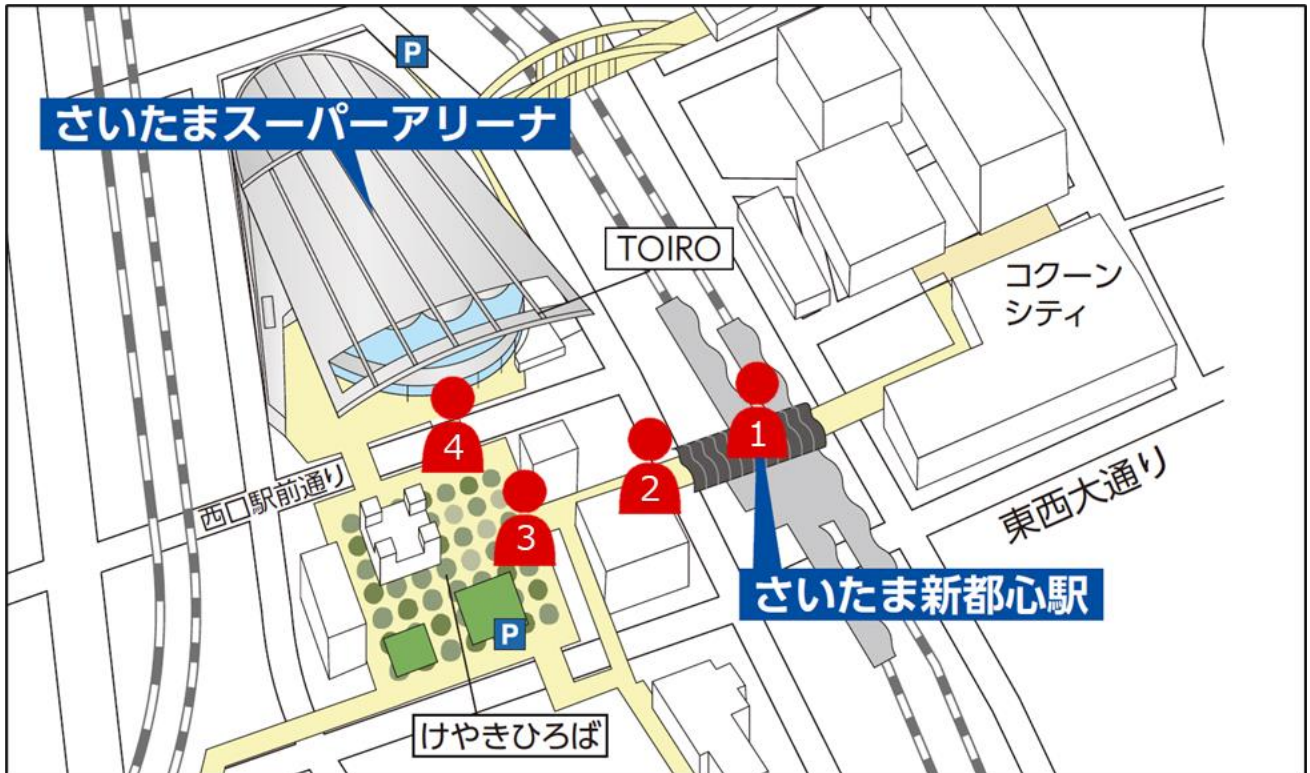 P
さいたまスーパーアリーナ
TOIRO
コクーン
シティ
1
4
2
西口駅前通り
3
東西大通り
さいたま新都心駅
P
けやきひろば